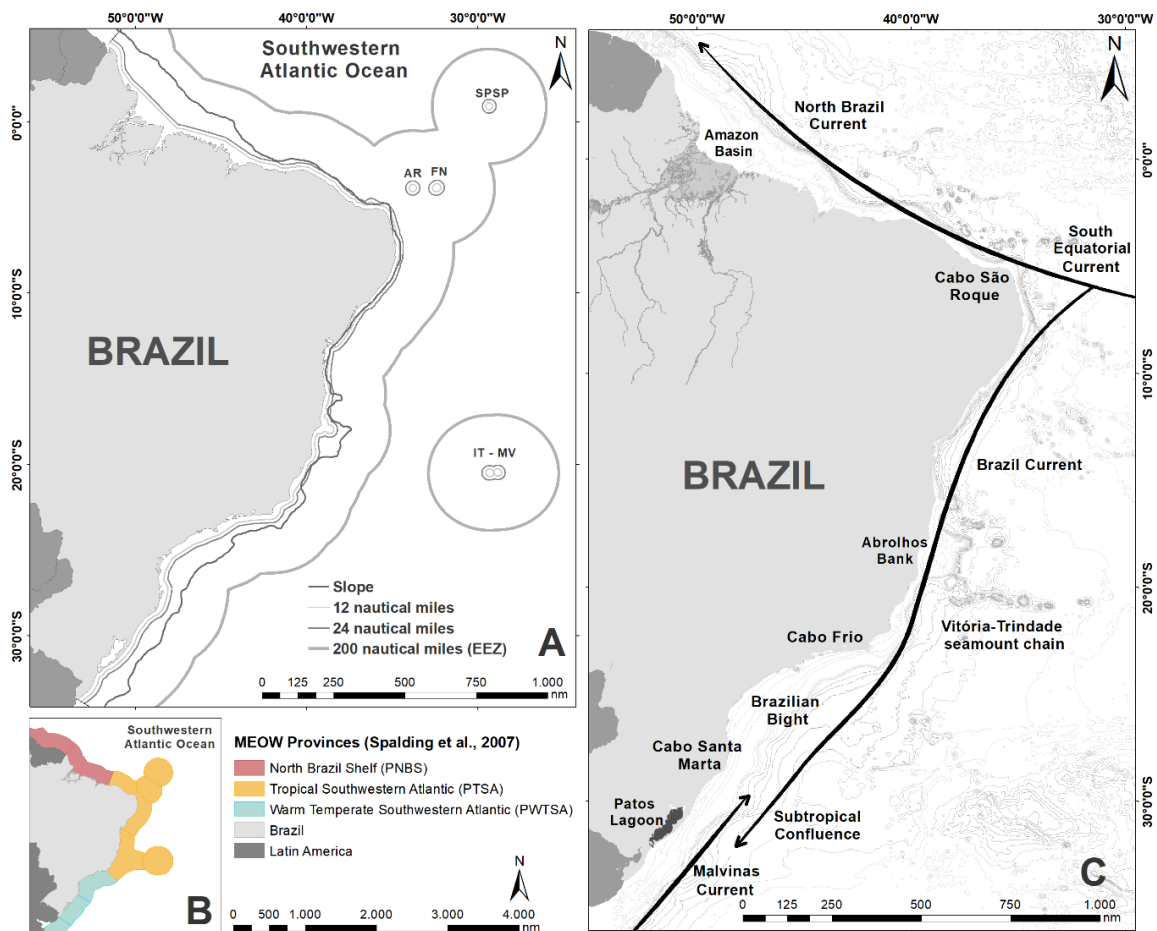 50°0'0"W
40°0'0"W
30°0'0"W
Southwestern
Atlantic Ocean
N
SPSP
0°0'0"
AR
FN
10°0'0"S
BRAZIL
IT - MV
20°0'0"S
Slope
12 nautical miles
24 nautical miles
200 nautical miles (EEZ)
A
30°0'0"S
0 125 250 500 750 1.000
nm
Southwestern
Atlantic Ocean
B
MEOW Provinces (Spalding et al., 2007)
North Brazil Shelf (PNBS)
Tropical Southwestern Atlantic (PTSA)
Warm Temperate Southwestern Atlantic (PWTSA)
Brazil
Latin America
N
0 500 1.000 2.000 3.000 4.000
nm
50°0'0"W
40°0'0"W
30°0'0"W
N
North Brazil
Current
Amazon
Basin
0°0'0"
South
Equatorial
Current
Cabo São
Roque
10°0'0"S
BRAZIL
Brazil Current
Abrolhos
Bank
20°0'0"S
Vitória-Trindade
seamount chain
Cabo Frio
Brazilian
Bight
Cabo Santa
Marta
Patos
Lagoon
Subtropical
Confluence
30°0'0"S
Malvinas
Current
C
0 125 250 500 750 1.000
nm